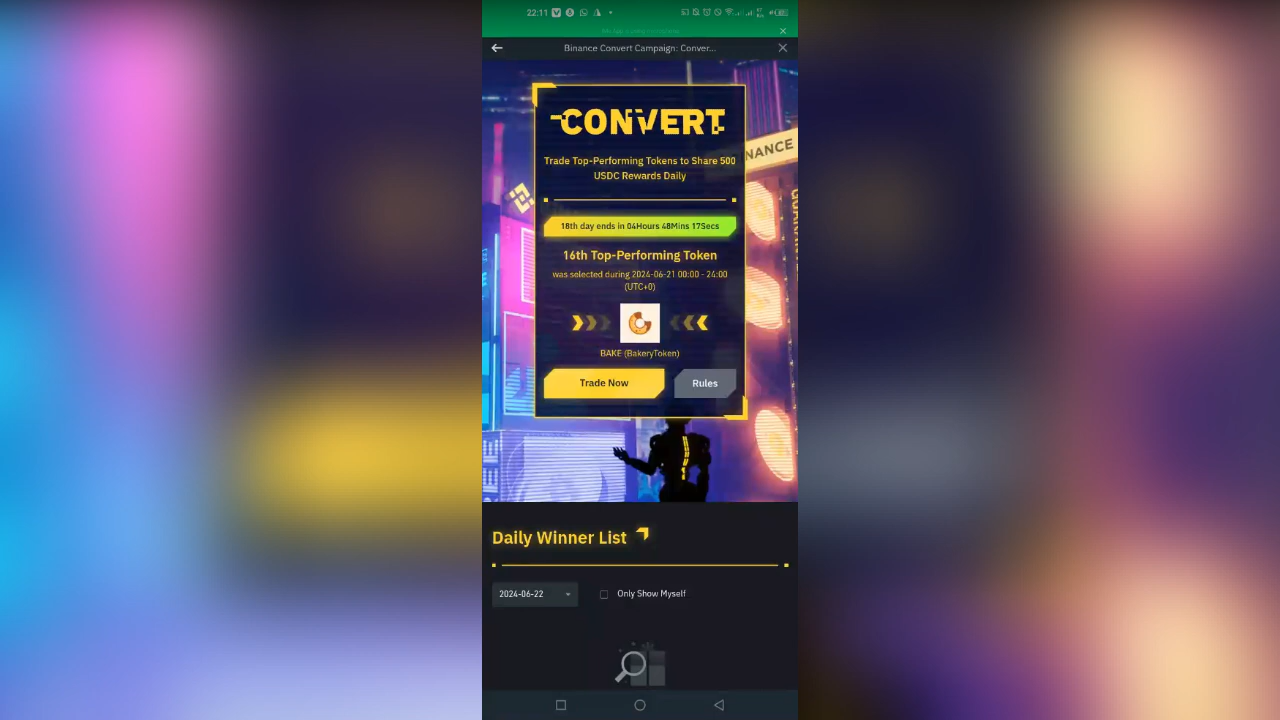 22:11
Binance Convert Campaign: Conver...
CONVERT
Trade Top-Performing Tokens to Share 500
USDC Rewards Daily
NANCE
18th day ends in 04Hours 48Mins 17Secs
16th Top-Performing Token
was selected during 2024-06-21 00:00 - 24:00
(UTC+0)
BAKE (BakeryToken)
Trade Now
Rules
Daily Winner List
2024-06-22
Only Show Myself